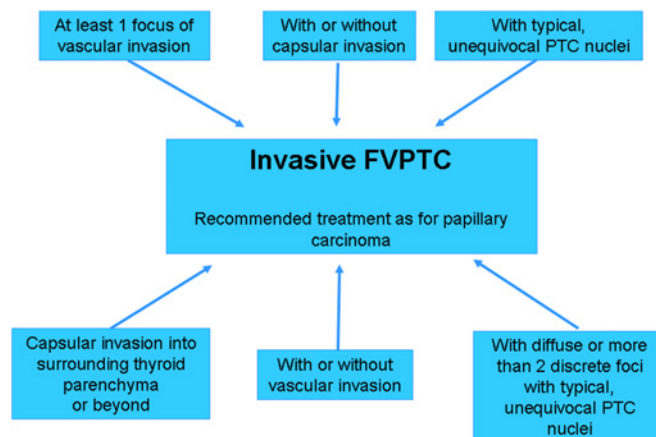 At least 1 focus of
vascular invasion
With or without
capsular invasion
With typical,
unequivocal PTC nuclei
Invasive FVPTC
Recommended treatment as for papillary
carcinoma
Capsular invasion into
surrounding thyroid
parenchyma
or beyond
With or without
vascular invasion
With diffuse or more
than 2 discrete foci
with typical,
unequivocal PTC
nuclei